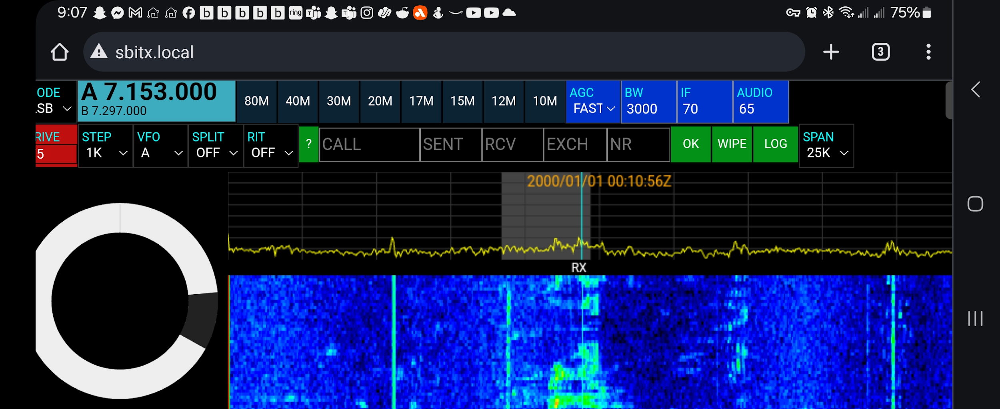 9:07 b b b b b ring 75%
sbitx.local 3
ODE A 7.153.000 80M 40M 30M 20M 17M 15M 12M 10M AGC BW IF AUDIO
.SB B 7.297.000 FAST 3000 70 65
RIVE STEP VFO SPLIT RIT ? CALL SENT RCV EXCH NR OK WIPE LOG SPAN
5 1K A OFF OFF 25K
2000/01/01 00:10:56Z
RX